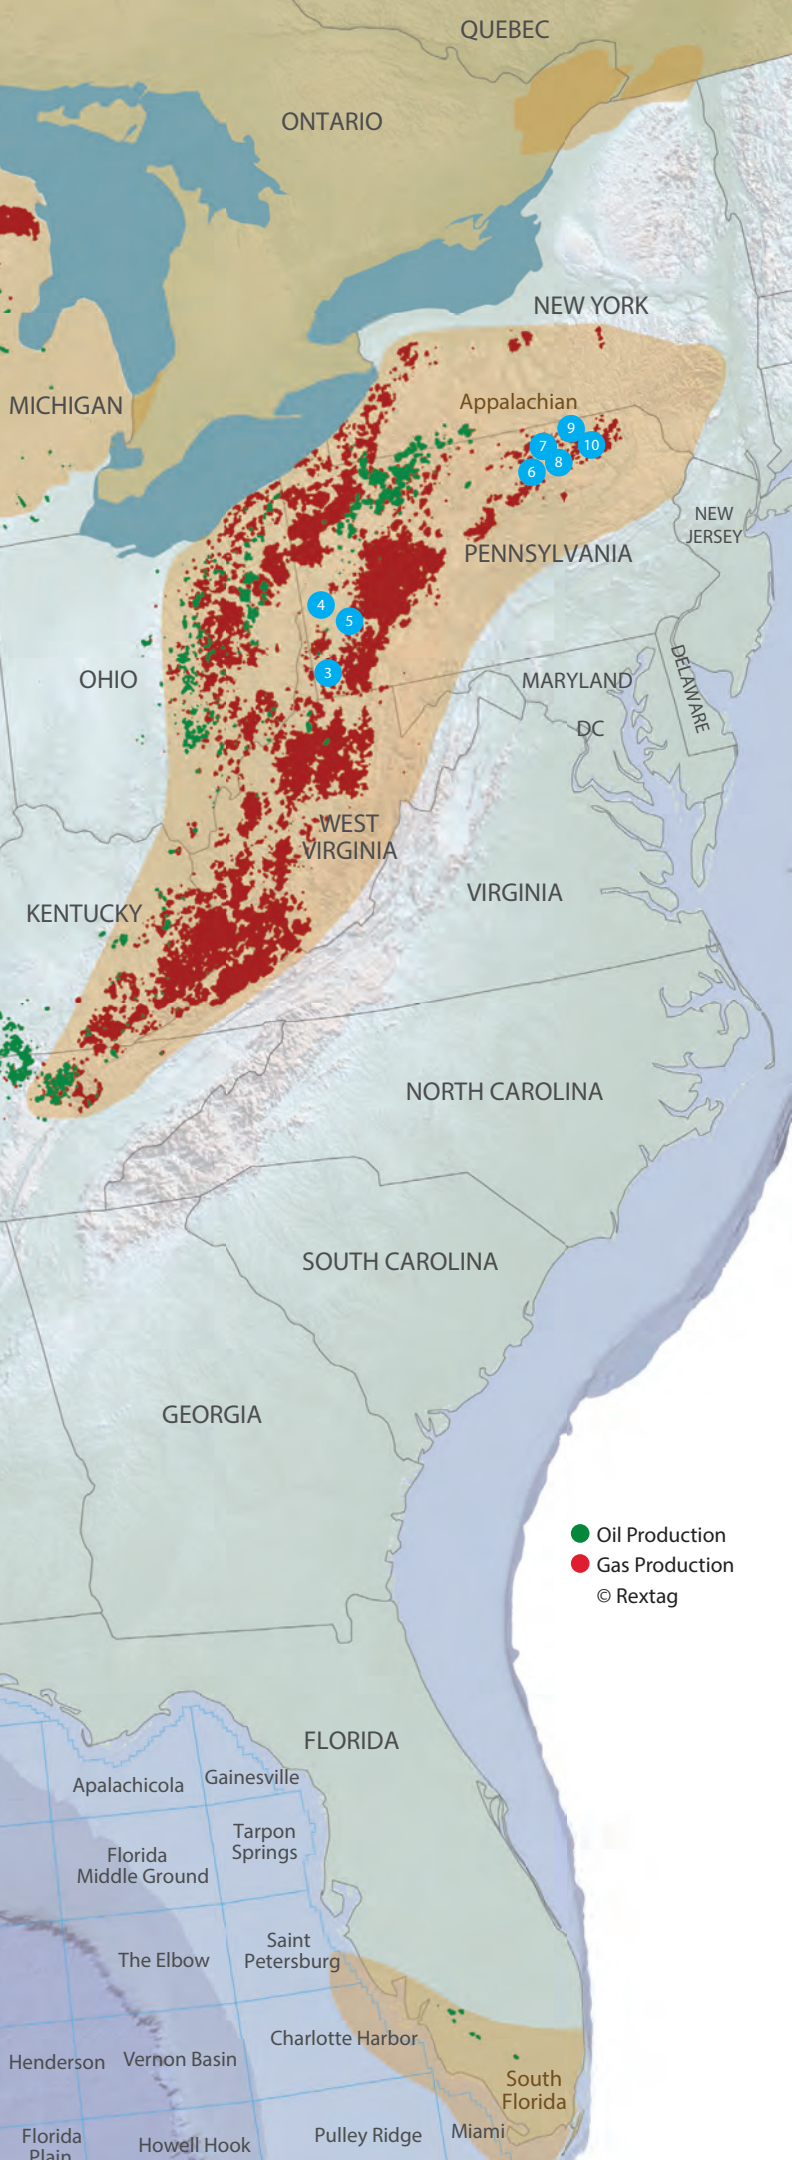 QUEBEC
ONTARIO
NEW YORK
MICHIGAN
Appalachian
9
7
10
8
6
NEW
JERSEY
PENNSYLVANIA
4
5
3
OHIO
MARYLAND
DELAWARE
DC
WEST
VIRGINIA
VIRGINIA
KENTUCKY
NORTH CAROLINA
SOUTH CAROLINA
GEORGIA
Oil Production
Gas Production
© Rextag
FLORIDA
Apalachicola
Gainesville
Tarpon
Springs
Florida
Middle Ground
Saint
Petersburg
The Elbow
Charlotte Harbor
Henderson
Vernon Basin
South
Florida
Miami
Pulley Ridge
Florida
Plain
Howell Hook